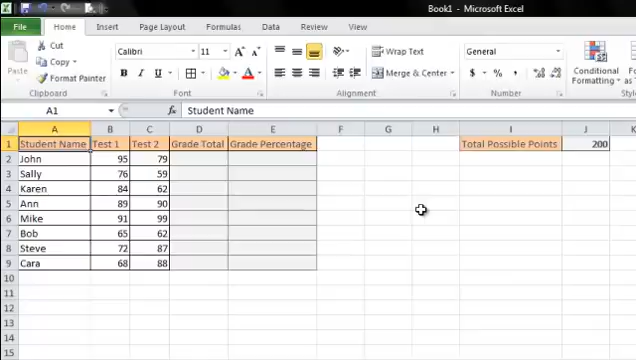 Book1 - Microsoft Excel
File Home Insert Page Layout Formulas Data Review View
Cut
Calibri 11 Wrap Text General
Paste Copy
Format Painter B I U Merge & Center $ % , Conditional Formatting
Clipboard Font Alignment Number
A1 fx Student Name
A B C D E F G H I J K
1 Student Name Test 1 Test 2 Grade Total Grade Percentage Total Possible Points 200
2 John 95 79
3 Sally 76 59
4 Karen 84 62
5 Ann 89 90
6 Mike 91 99
7 Bob 65 62
8 Steve 72 87
9 Cara 68 88
10
11
12
13
14
15